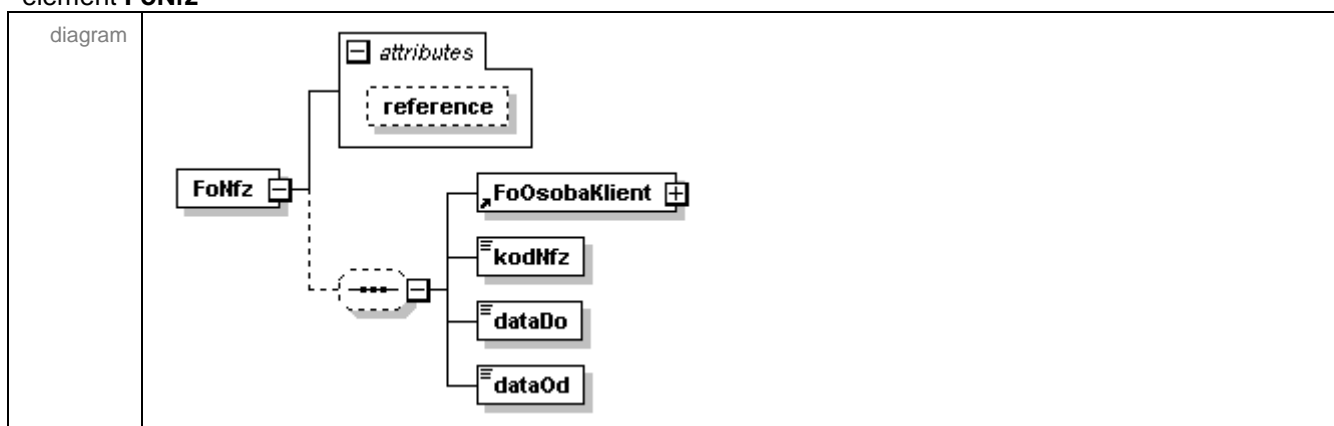 element FoNfz
diagram
attributes
reference
FoNfz
FoOsobaKlient
kodNfz
dataDo
dataOd